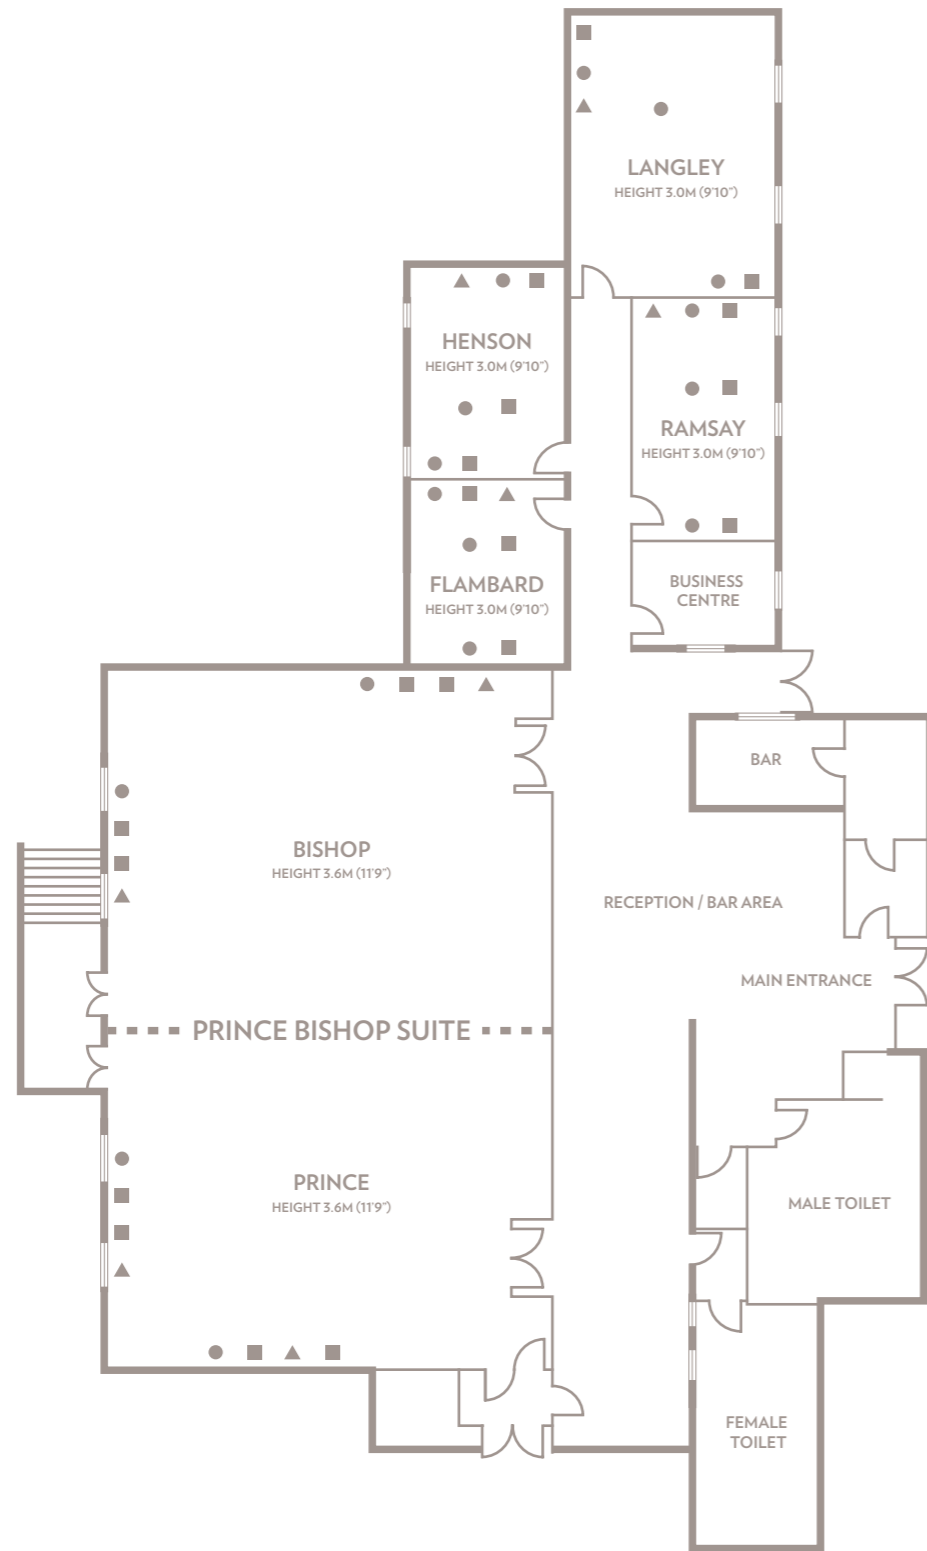 LANGLEY
HEIGHT 3.0M (9'10")
HENSON
HEIGHT 3.0M (9'10")
RAMSAY
HEIGHT 3.0M (9'10")
FLAMBARD
HEIGHT 3.0M (9'10")
BUSINESS
CENTRE
BAR
BISHOP
HEIGHT 3.6M (11'9")
RECEPTION / BAR AREA
MAIN ENTRANCE
PRINCE BISHOP SUITE
PRINCE
HEIGHT 3.6M (11'9")
MALE TOILET
FEMALE
TOILET